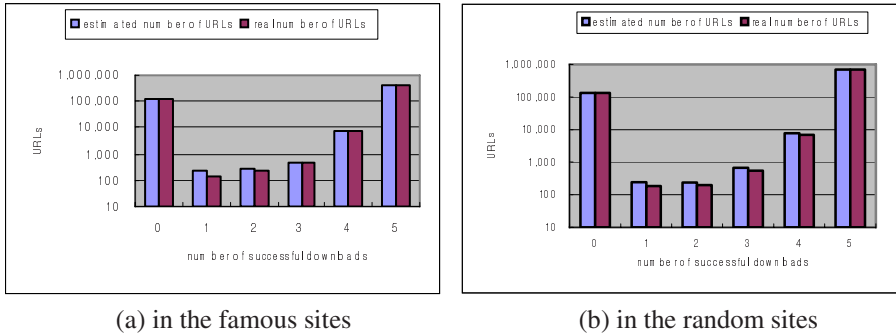 estimated number of URLs real number of URLs
1,000,000
100,000
10,000
1,000
100
10
URLs
0 1 2 3 4 5
number of successful downloads
(a) in the famous sites
estimated number of URLs real number of URLs
1,000,000
100,000
10,000
1,000
100
10
URLs
0 1 2 3 4 5
number of successful downloads
(b) in the random sites